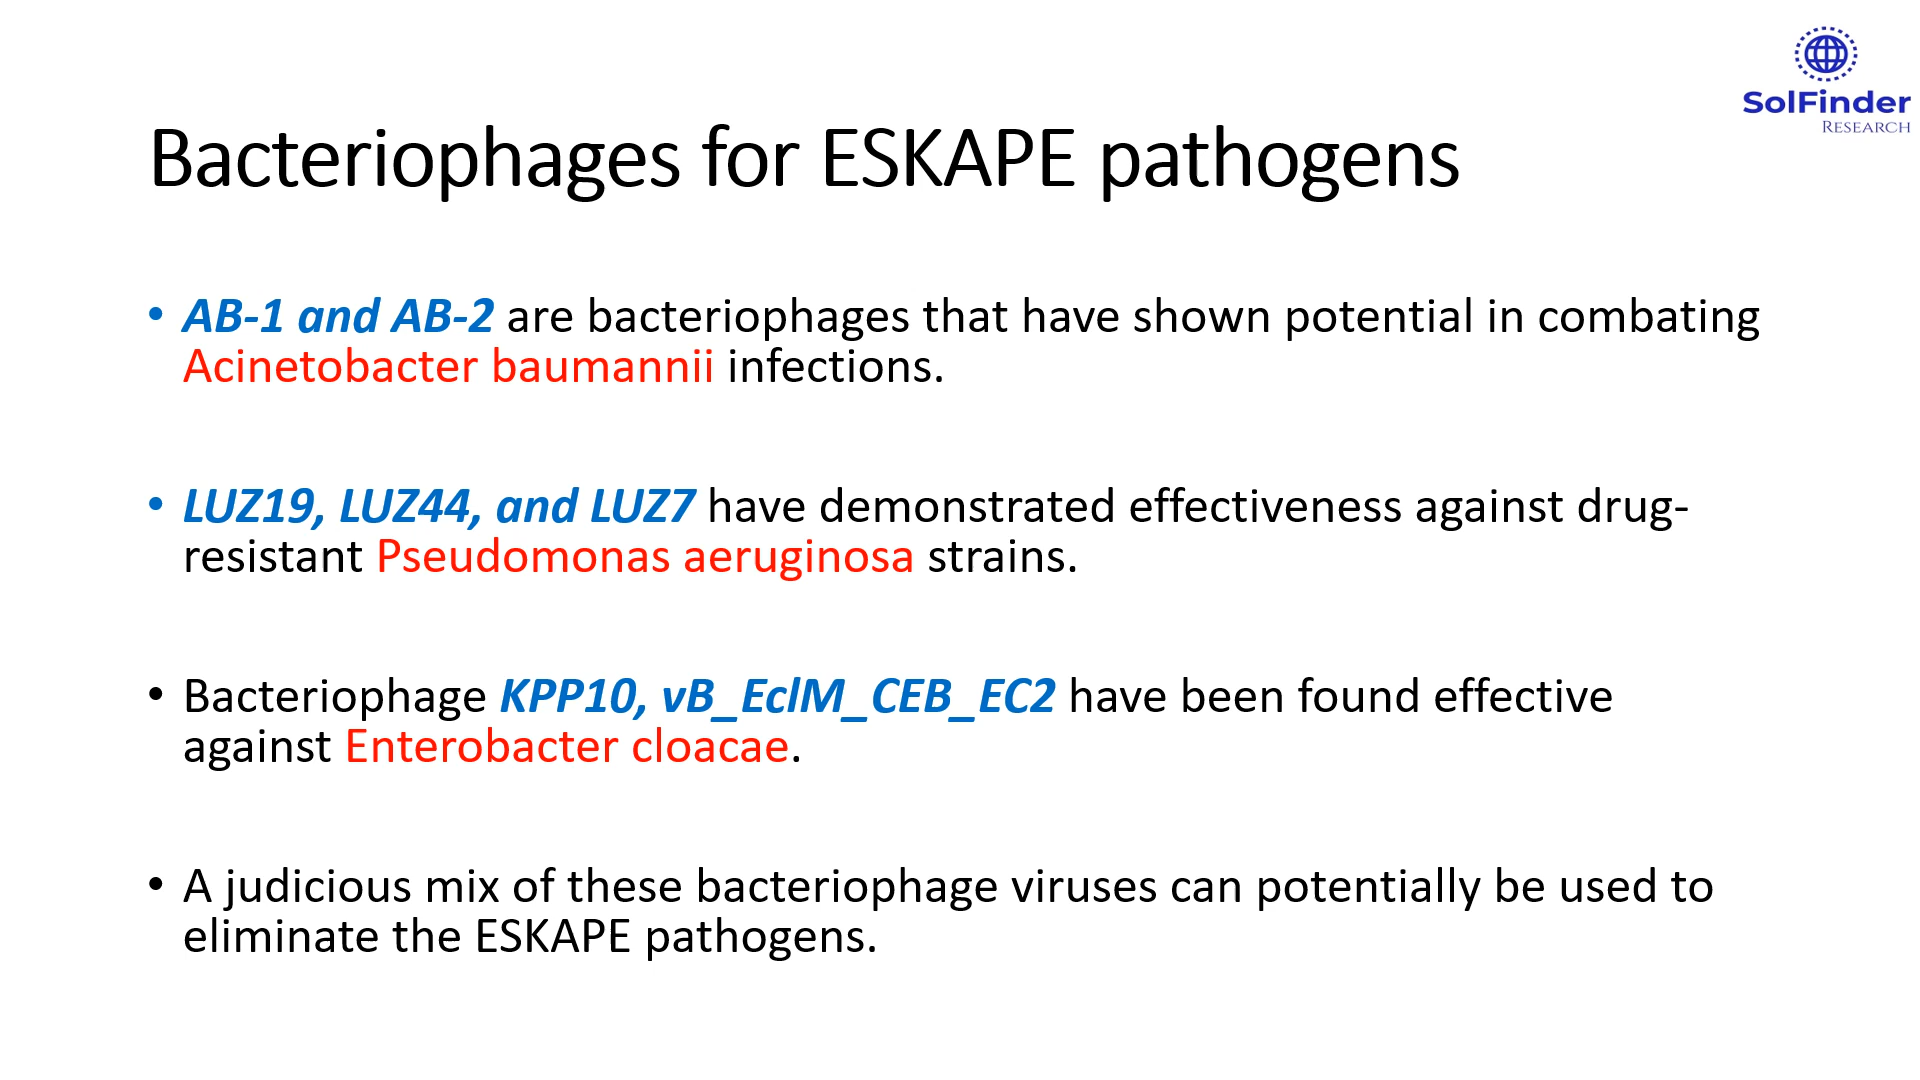 SolFinder
RESEARCH
Bacteriophages for ESKAPE pathogens
• AB-1 and AB-2 are bacteriophages that have shown potential in combating
Acinetobacter baumannii infections.
• LUZ19, LUZ44, and LUZ7 have demonstrated effectiveness against drug-
resistant Pseudomonas aeruginosa strains.
• Bacteriophage KPP10, vB_EclM_CEB_EC2 have been found effective
against Enterobacter cloacae.
• A judicious mix of these bacteriophage viruses can potentially be used to
eliminate the ESKAPE pathogens.